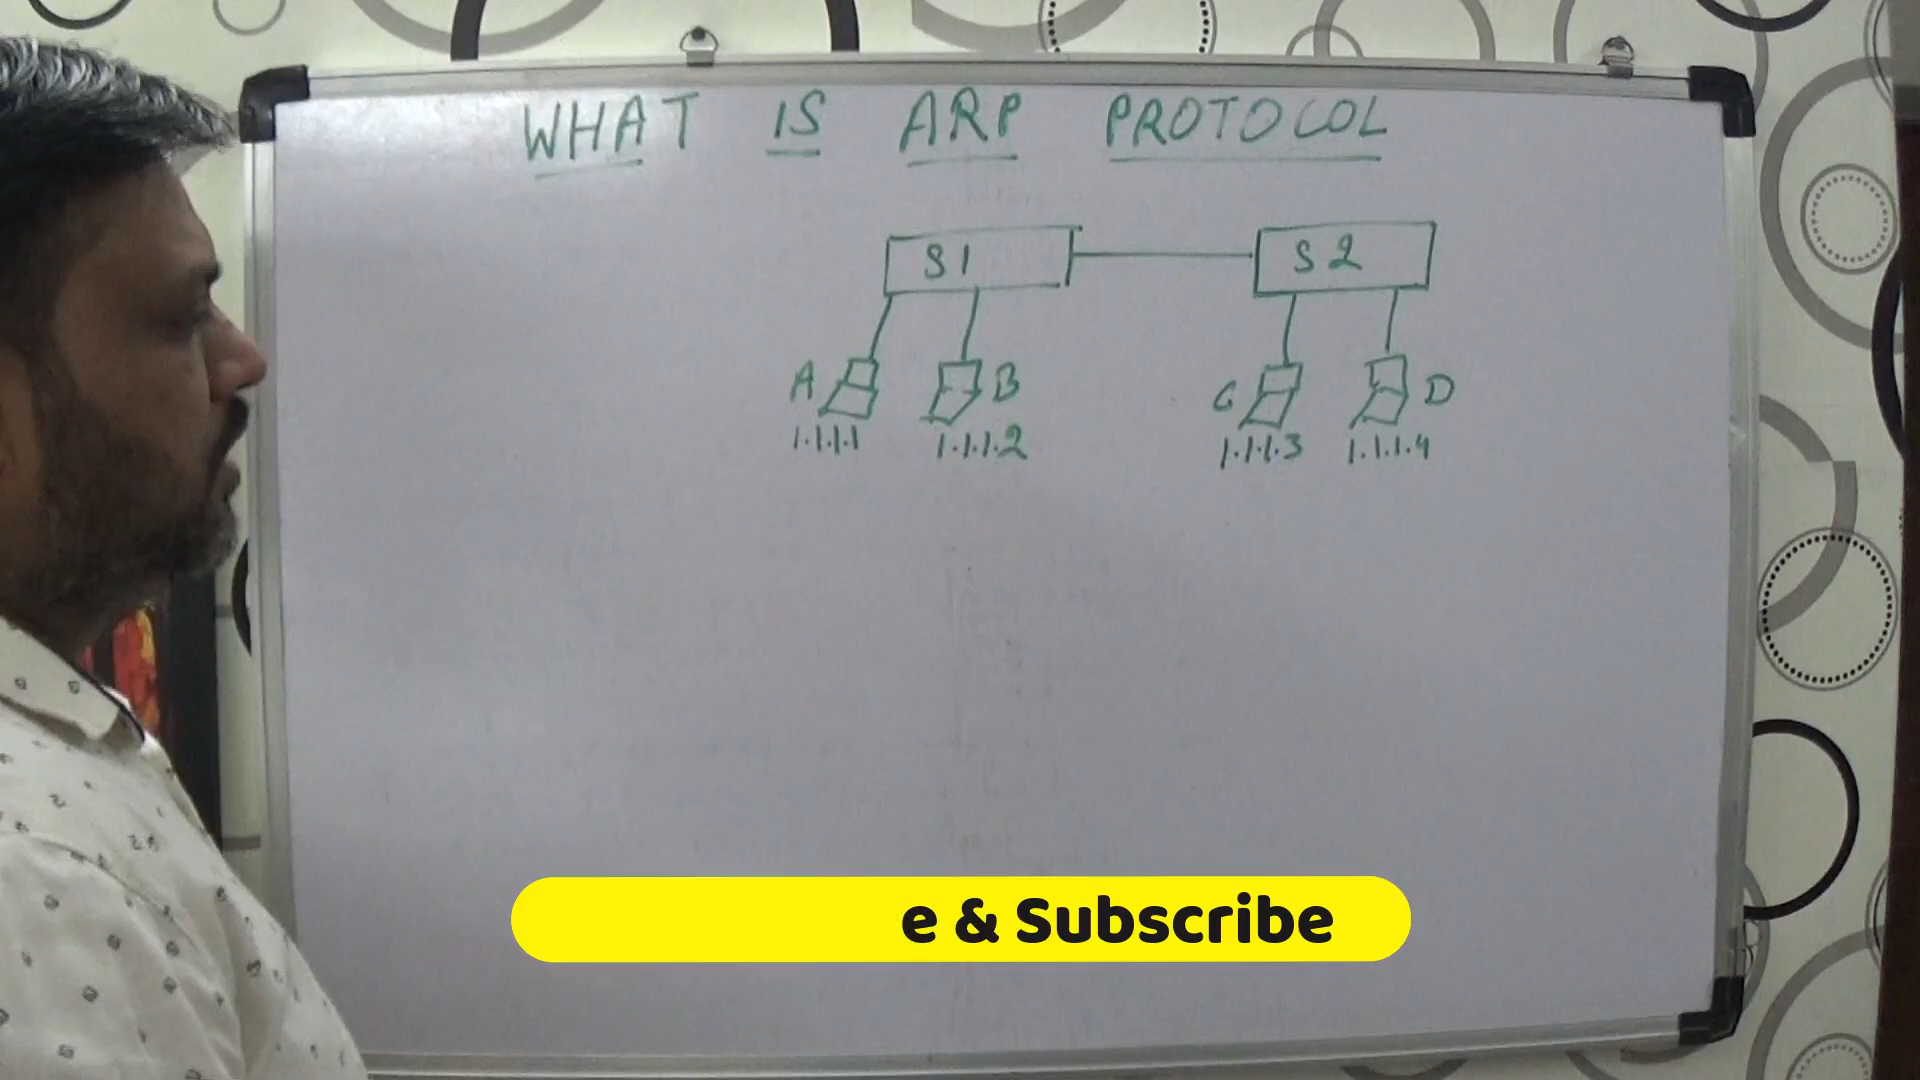 WHAT IS ARP PROTOCOL
S1 S2
A B C D
1.1.1.1 1.1.1.2 1.1.1.3 1.1.1.4
e & Subscribe